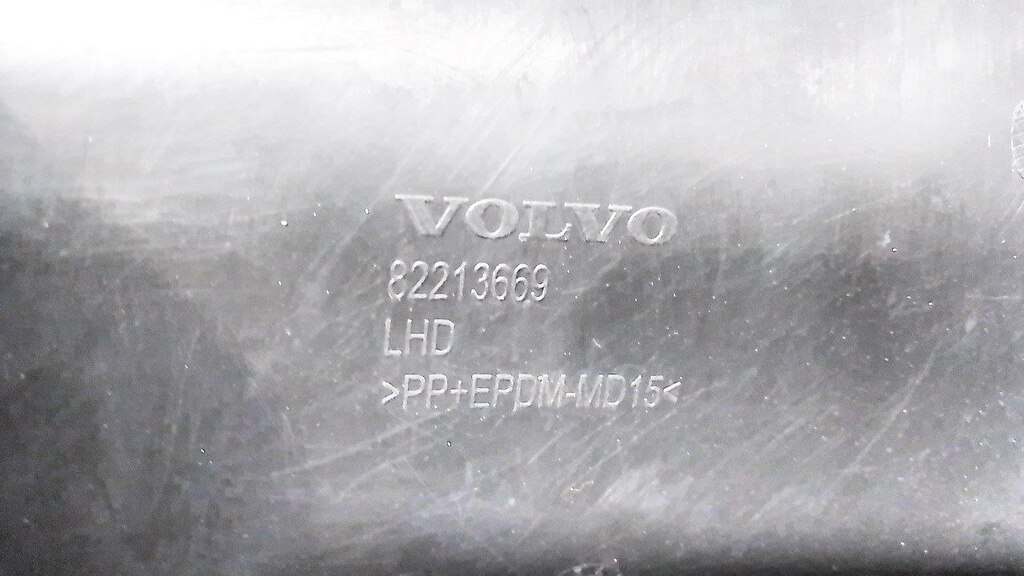 VOLVO
82213669
LHD
>PP+EPDM-MD15<